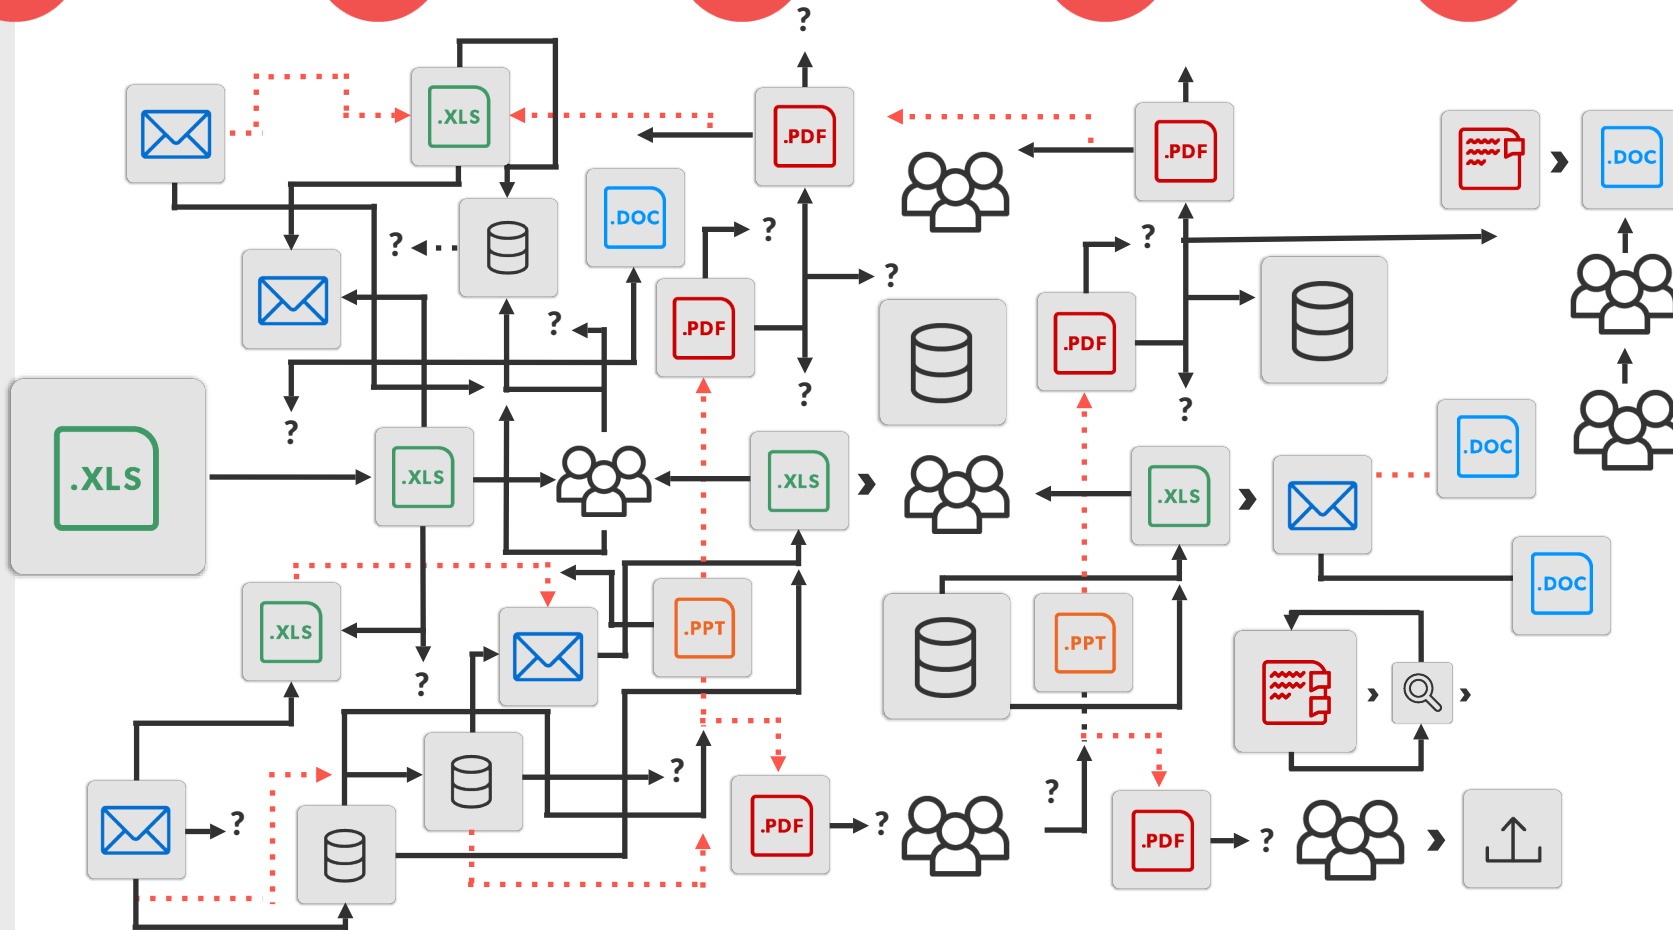 ?
.XLS
.PDF
.PDF
.DOC
.DOC
?
?
?
?
.PDF
?
.PDF
?
?
?
?
.DOC
.XLS
.XLS
.XLS
.XLS
.DOC
.XLS
.PPT
.PPT
?
?
?
?
.PDF
?
.PDF
?